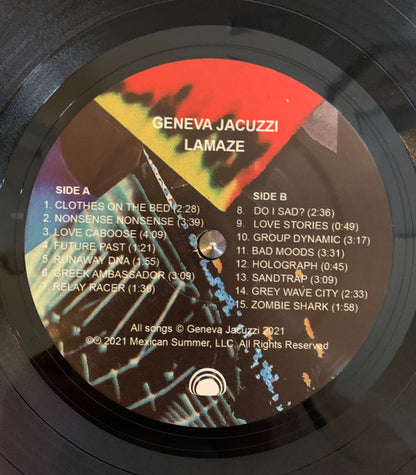 GENEVA JACUZZI
LAMAZE
SIDE A
1. CLOTHES ON THE BED (2:28)
2. NONSENSE NONSENSE (3:39)
3. LOVE CABOOSE (4:09)
4. FUTURE PAST (1:21)
5. RUNAWAY DNA (1:55)
6. GREEK AMBASSADOR (3:09)
7. RELAY RACER (1:36)
SIDE B
8. DO I SAD? (2:36)
9. LOVE STORIES (0:49)
10. GROUP DYNAMIC (3:17)
11. BAD MOODS (3:31)
12. HOLOGRAPH (0:45)
13. SANDTRAP (3:09)
14. GREY WAVE CITY (2:33)
15. ZOMBIE SHARK (1:58)
All songs © Geneva Jacuzzi 2021
©℗ 2021 Mexican Summer, LLC. All Rights Reserved